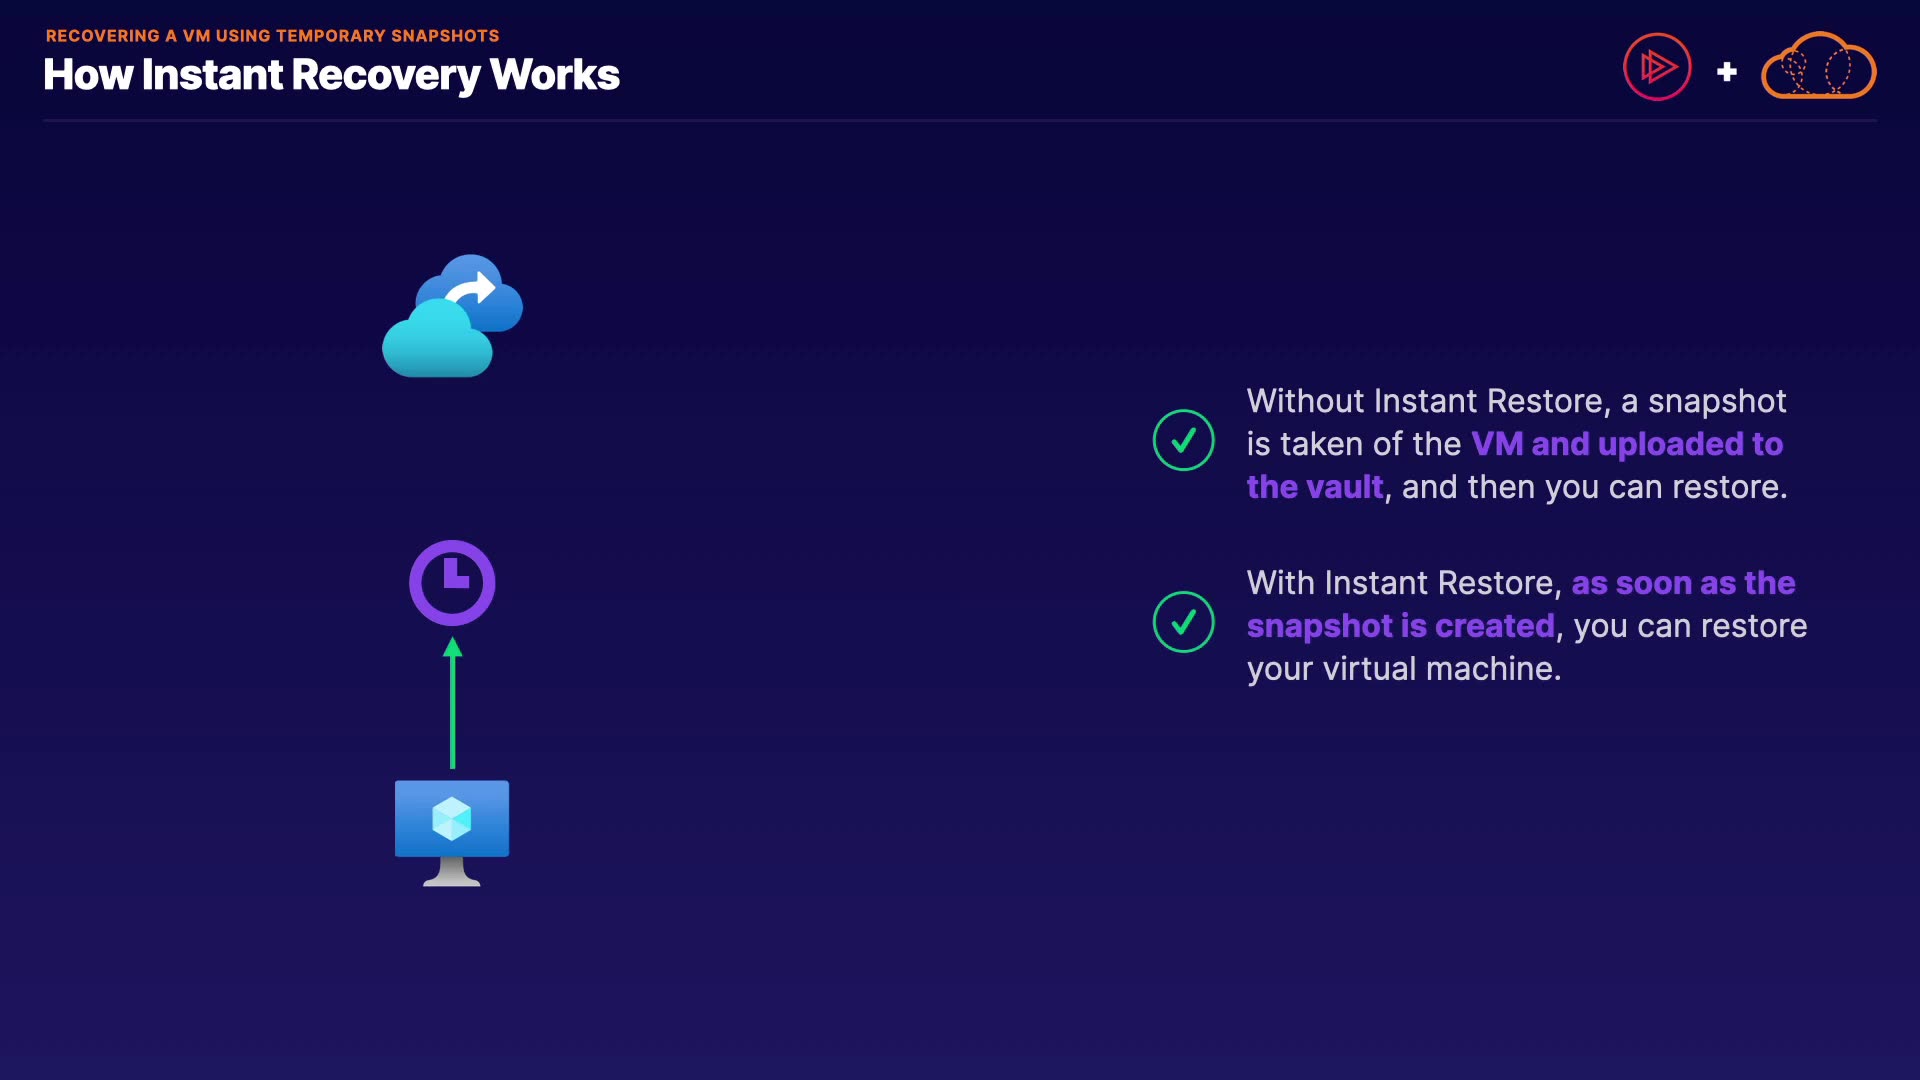 RECOVERING A VM USING TEMPORARY SNAPSHOTS
How Instant Recovery Works
Without Instant Restore, a snapshot
is taken of the VM and uploaded to
the vault, and then you can restore.
With Instant Restore, as soon as the
snapshot is created, you can restore
your virtual machine.